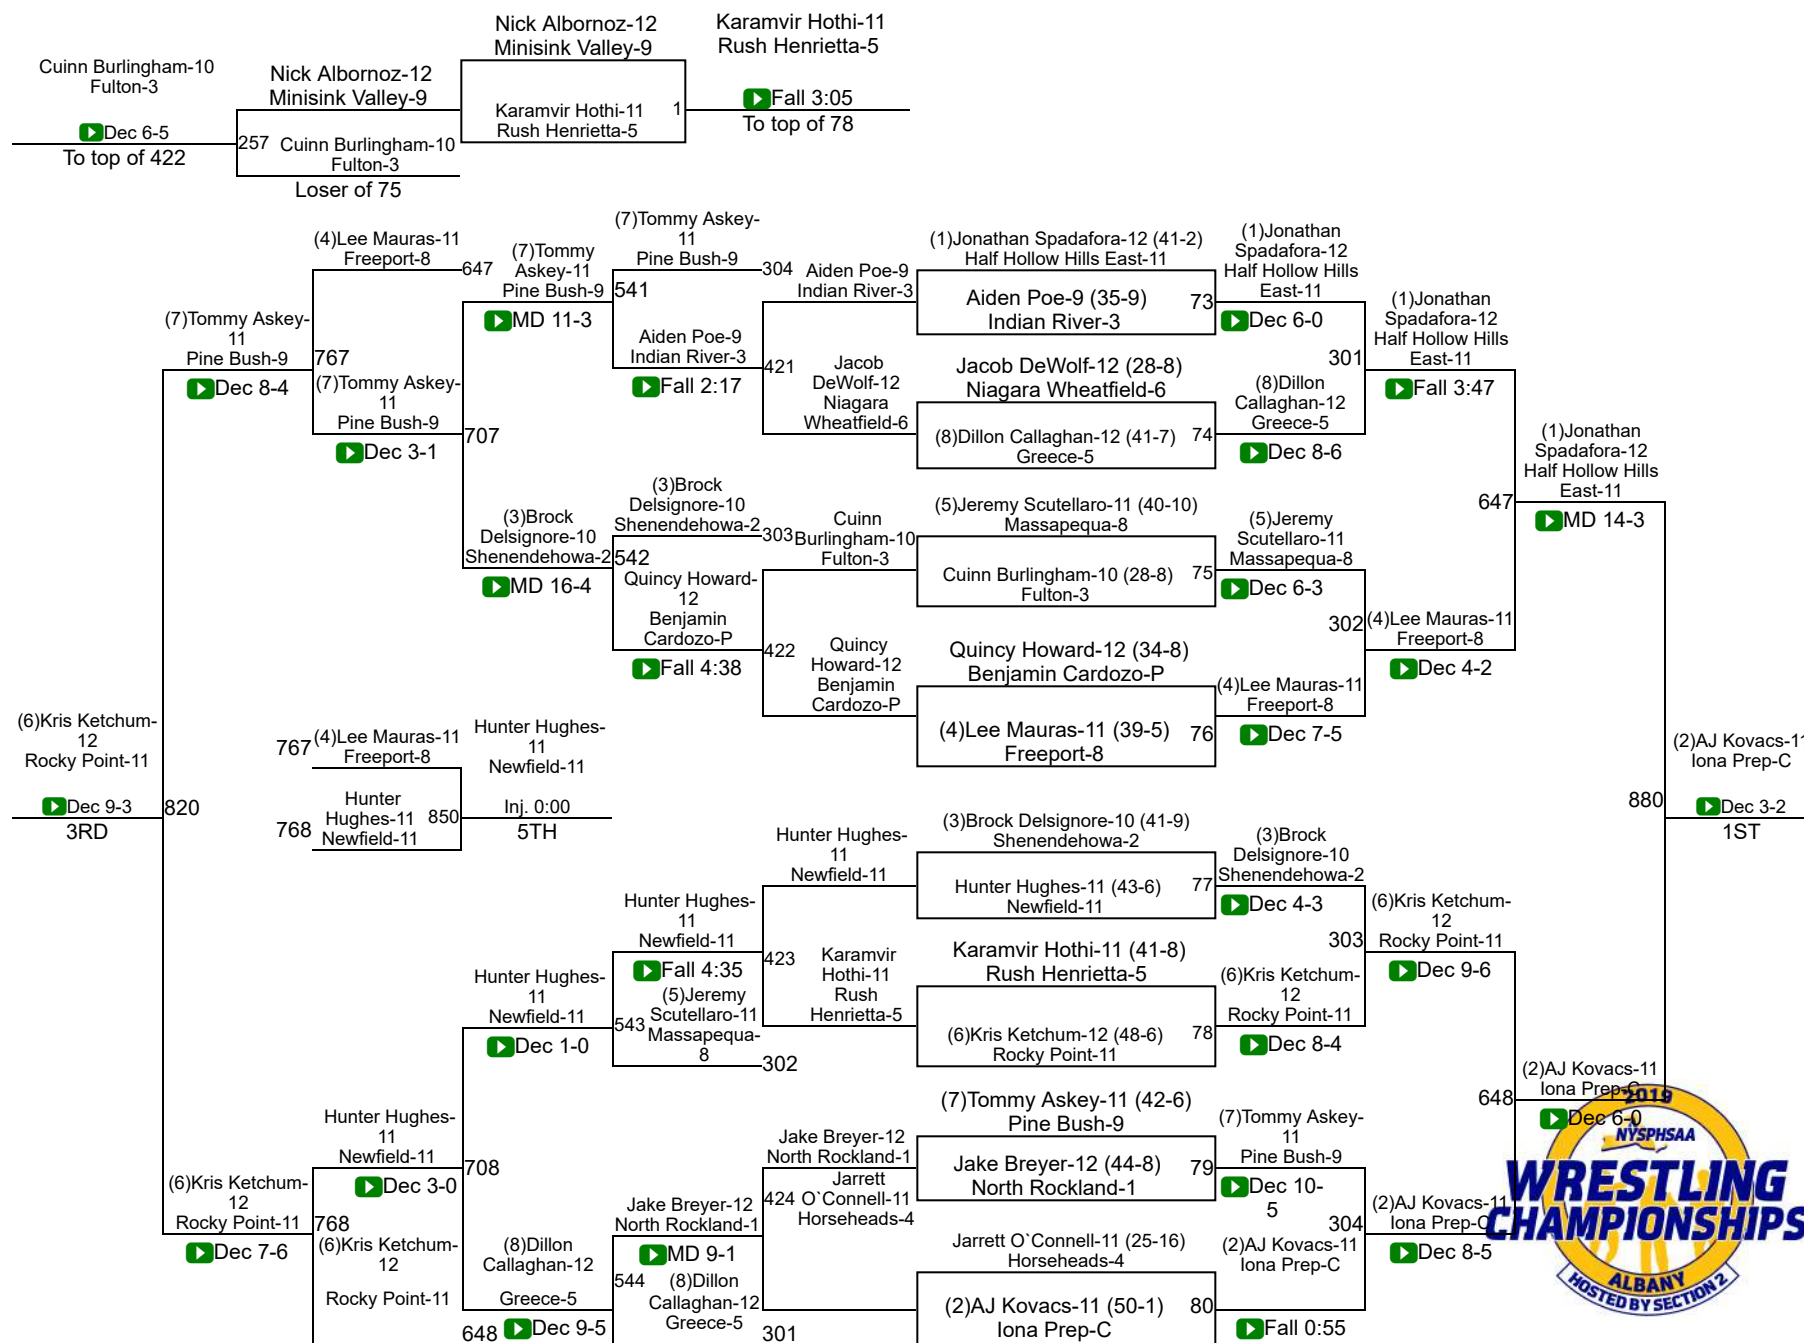 Nick Albornoz-12
Minisink Valley-9
Karamvir Hothi-11
Rush Henrietta-5
Cuinn Burlingham-10
Fulton-3
Nick Albornoz-12
Minisink Valley-9
Karamvir Hothi-11
Rush Henrietta-5
1
Fall 3:05
To top of 78
Dec 6-5
To top of 422
257
Cuinn Burlingham-10
Fulton-3
Loser of 75
(4)Lee Mauras-11
Freeport-8
647
(7)Tommy
Askey-11
Pine Bush-9
MD 11-3
(7)Tommy Askey-
11
Pine Bush-9
304
541
Aiden Poe-9
Indian River-3
Fall 2:17
Aiden Poe-9
Indian River-3
421
Jacob
DeWolf-12
Niagara
Wheatfield-6
(1)Jonathan Spadafora-12 (41-2)
Half Hollow Hills East-11
Aiden Poe-9 (35-9)
Indian River-3
73
(1)Jonathan
Spadafora-12
Half Hollow Hills
East-11
Dec 6-0
Jacob DeWolf-12 (28-8)
Niagara Wheatfield-6
(8)Dillon Callaghan-12 (41-7)
Greece-5
74
(8)Dillon
Callaghan-12
Greece-5
Dec 8-6
301
(1)Jonathan
Spadafora-12
Half Hollow Hills
East-11
Fall 3:47
(7)Tommy Askey-
11
Pine Bush-9
Dec 8-4
767
(7)Tommy Askey-
11
Pine Bush-9
Dec 3-1
707
(3)Brock
Delsignore-10
Shenendehowa-2
MD 16-4
(3)Brock
Delsignore-10
Shenendehowa-2
303
542
Quincy Howard-
12
Benjamin
Cardozo-P
Fall 4:38
Cuinn
Burlingham-10
Fulton-3
422
Quincy
Howard-12
Benjamin
Cardozo-P
(5)Jeremy Scutellaro-11 (40-10)
Massapequa-8
Cuinn Burlingham-10 (28-8)
Fulton-3
75
(5)Jeremy
Scutellaro-11
Massapequa-8
Dec 6-3
Quincy Howard-12 (34-8)
Benjamin Cardozo-P
(4)Lee Mauras-11 (39-5)
Freeport-8
76
(4)Lee Mauras-11
Freeport-8
Dec 7-5
302
(4)Lee Mauras-11
Freeport-8
Dec 4-2
647
(1)Jonathan
Spadafora-12
Half Hollow Hills
East-11
MD 14-3
(6)Kris Ketchum-
12
Rocky Point-11
Dec 9-3
3RD
820
767
(4)Lee Mauras-11
Freeport-8
768
Hunter
Hughes-11
Newfield-11
850
Hunter Hughes-
11
Newfield-11
Inj. 0:00
5TH
880
(2)AJ Kovacs-11
Iona Prep-C
Dec 3-2
1ST
Hunter Hughes-
11
Newfield-11
(3)Brock Delsignore-10 (41-9)
Shenendehowa-2
Hunter Hughes-11 (43-6)
Newfield-11
77
(3)Brock
Delsignore-10
Shenendehowa-2
Dec 4-3
Hunter Hughes-
11
Newfield-11
Fall 4:35
423
Karamvir
Hothi-11
Rush
Henrietta-5
Karamvir Hothi-11 (41-8)
Rush Henrietta-5
(6)Kris Ketchum-12 (48-6)
Rocky Point-11
78
(6)Kris Ketchum-
12
Rocky Point-11
Dec 8-4
303
(6)Kris Ketchum-
12
Rocky Point-11
Dec 9-6
Hunter Hughes-
11
Newfield-11
Dec 1-0
543
(5)Jeremy
Scutellaro-11
Massapequa-
8
302
Hunter Hughes-
11
Newfield-11
Dec 3-0
708
Jake Breyer-12
North Rockland-1
424
Jarrett
O`Connell-11
Horseheads-4
(7)Tommy Askey-11 (42-6)
Pine Bush-9
Jake Breyer-12 (44-8)
North Rockland-1
79
(7)Tommy Askey-
11
Pine Bush-9
Dec 10-
5
648
(2)AJ Kovacs-11
Iona Prep-C
Dec 6-0
(6)Kris Ketchum-
12
Rocky Point-11
Dec 7-6
768
(6)Kris Ketchum-
12
Rocky Point-11
648
(8)Dillon
Callaghan-12
Greece-5
Dec 9-5
Jake Breyer-12
North Rockland-1
MD 9-1
544
(8)Dillon
Callaghan-12
Greece-5
301
Jarrett O`Connell-11 (25-16)
Horseheads-4
(2)AJ Kovacs-11 (50-1)
Iona Prep-C
80
(2)AJ Kovacs-11
Iona Prep-C
Fall 0:55
304
(2)AJ Kovacs-11
Iona Prep-C
Dec 8-5
2019
NYSPHSAA
WRESTLING
CHAMPIONSHIPS
ALBANY
HOSTED BY SECTION 2